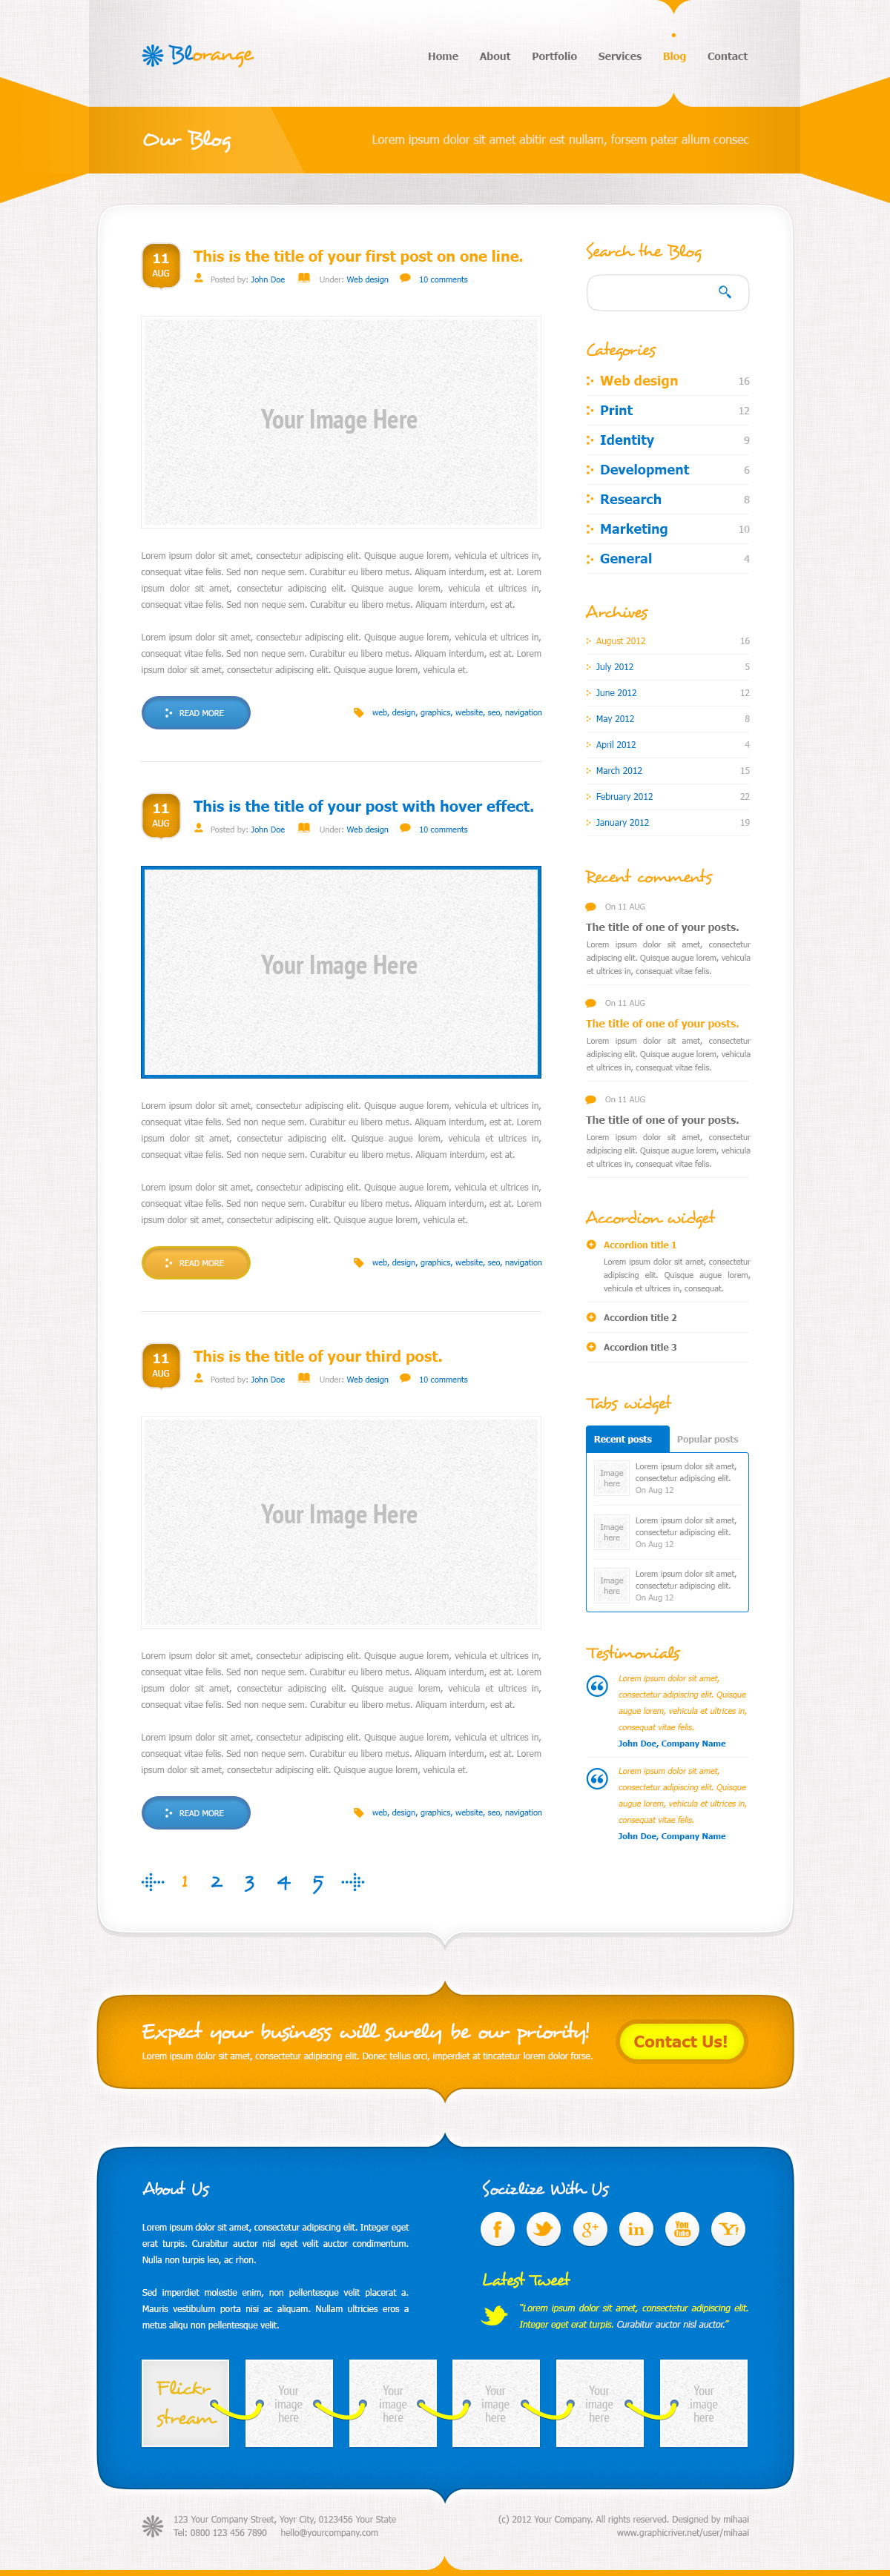 Blorange
Home About Portfolio Services Blog Contact
Our Blog
Lorem ipsum dolor sit amet abitir est nullam, forsem pater allum consec
11
AUG
This is the title of your first post on one line.
Posted by: John Doe Under: Web design 10 comments
Your Image Here
Lorem ipsum dolor sit amet, consectetur adipiscing elit. Quisque augue lorem, vehicula et ultrices in,
consequat vitae felis. Sed non neque sem. Curabitur eu libero metus. Aliquam interdum, est at. Lorem
ipsum dolor sit amet, consectetur adipiscing elit. Quisque augue lorem, vehicula et ultrices in,
consequat vitae felis. Sed non neque sem. Curabitur eu libero metus. Aliquam interdum, est at.
Lorem ipsum dolor sit amet, consectetur adipiscing elit. Quisque augue lorem, vehicula et ultrices in,
consequat vitae felis. Sed non neque sem. Curabitur eu libero metus. Aliquam interdum, est at. Lorem
ipsum dolor sit amet, consectetur adipiscing elit. Quisque augue lorem, vehicula et.
READ MORE
web, design, graphics, website, seo, navigation
11
AUG
This is the title of your post with hover effect.
Posted by: John Doe Under: Web design 10 comments
Your Image Here
Lorem ipsum dolor sit amet, consectetur adipiscing elit. Quisque augue lorem, vehicula et ultrices in,
consequat vitae felis. Sed non neque sem. Curabitur eu libero metus. Aliquam interdum, est at. Lorem
ipsum dolor sit amet, consectetur adipiscing elit. Quisque augue lorem, vehicula et ultrices in,
consequat vitae felis. Sed non neque sem. Curabitur eu libero metus. Aliquam interdum, est at.
Lorem ipsum dolor sit amet, consectetur adipiscing elit. Quisque augue lorem, vehicula et ultrices in,
consequat vitae felis. Sed non neque sem. Curabitur eu libero metus. Aliquam interdum, est at. Lorem
ipsum dolor sit amet, consectetur adipiscing elit. Quisque augue lorem, vehicula et.
READ MORE
web, design, graphics, website, seo, navigation
11
AUG
This is the title of your third post.
Posted by: John Doe Under: Web design 10 comments
Your Image Here
Lorem ipsum dolor sit amet, consectetur adipiscing elit. Quisque augue lorem, vehicula et ultrices in,
consequat vitae felis. Sed non neque sem. Curabitur eu libero metus. Aliquam interdum, est at. Lorem
ipsum dolor sit amet, consectetur adipiscing elit. Quisque augue lorem, vehicula et ultrices in,
consequat vitae felis. Sed non neque sem. Curabitur eu libero metus. Aliquam interdum, est at.
Lorem ipsum dolor sit amet, consectetur adipiscing elit. Quisque augue lorem, vehicula et ultrices in,
consequat vitae felis. Sed non neque sem. Curabitur eu libero metus. Aliquam interdum, est at. Lorem
ipsum dolor sit amet, consectetur adipiscing elit. Quisque augue lorem, vehicula et.
READ MORE
web, design, graphics, website, seo, navigation
1 2 3 4 5
Search the Blog
Categories
Web design 16
Print 12
Identity 9
Development 6
Research 8
Marketing 10
General 4
Archives
August 2012 16
July 2012 5
June 2012 12
May 2012 8
April 2012 4
March 2012 15
February 2012 22
January 2012 19
Recent comments
On 11 AUG
The title of one of your posts.
Lorem ipsum dolor sit amet, consectetur
adipiscing elit. Quisque augue lorem, vehicula
et ultrices in, consequat vitae felis.
On 11 AUG
The title of one of your posts.
Lorem ipsum dolor sit amet, consectetur
adipiscing elit. Quisque augue lorem, vehicula
et ultrices in, consequat vitae felis.
On 11 AUG
The title of one of your posts.
Lorem ipsum dolor sit amet, consectetur
adipiscing elit. Quisque augue lorem, vehicula
et ultrices in, consequat vitae felis.
Accordion widget
Accordion title 1
Lorem ipsum dolor sit amet, consectetur
adipiscing elit. Quisque augue lorem,
vehicula et ultrices in, consequat.
Accordion title 2
Accordion title 3
Tabs widget
Recent posts Popular posts
Image
here
Lorem ipsum dolor sit amet,
consectetur adipiscing elit.
On Aug 12
Image
here
Lorem ipsum dolor sit amet,
consectetur adipiscing elit.
On Aug 12
Image
here
Lorem ipsum dolor sit amet,
consectetur adipiscing elit.
On Aug 12
Testimonials
Lorem ipsum dolor sit amet,
consectetur adipiscing elit. Quisque
augue lorem, vehicula et ultrices in,
consequat vitae felis.
John Doe, Company Name
Lorem ipsum dolor sit amet,
consectetur adipiscing elit. Quisque
augue lorem, vehicula et ultrices in,
consequat vitae felis.
John Doe, Company Name
Expect your business will surely be our priority!
Lorem ipsum dolor sit amet, consectetur adipiscing elit. Donec tellus orci, imperdiet at tincatetur lorem dolor forse.
Contact Us!
About Us
Lorem ipsum dolor sit amet, consectetur adipiscing elit. Integer eget
erat turpis. Curabitur auctor nisl eget velit auctor condimentum.
Nulla non turpis leo, ac rhon.
Sed imperdiet molestie enim, non pellentesque velit placerat a.
Mauris vestibulum porta nisi ac aliquam. Nullam ultricies eros a
metus aliqu non pellentesque velit.
Socizlize With Us
f g+ in You Tube Y!
Latest Tweet
"Lorem ipsum dolor sit amet, consectetur adipiscing elit.
Integer eget erat turpis. Curabitur auctor nisl auctor."
Flickr
stream
Your
image
here
Your
image
here
Your
image
here
Your
image
here
Your
image
here
123 Your Company Street, Yoyr City, 0123456 Your State
Tel: 0800 123 456 7890 hello@yourcompany.com
(c) 2012 Your Company. All rights reserved. Designed by mihaai
www.graphicriver.net/user/mihaai